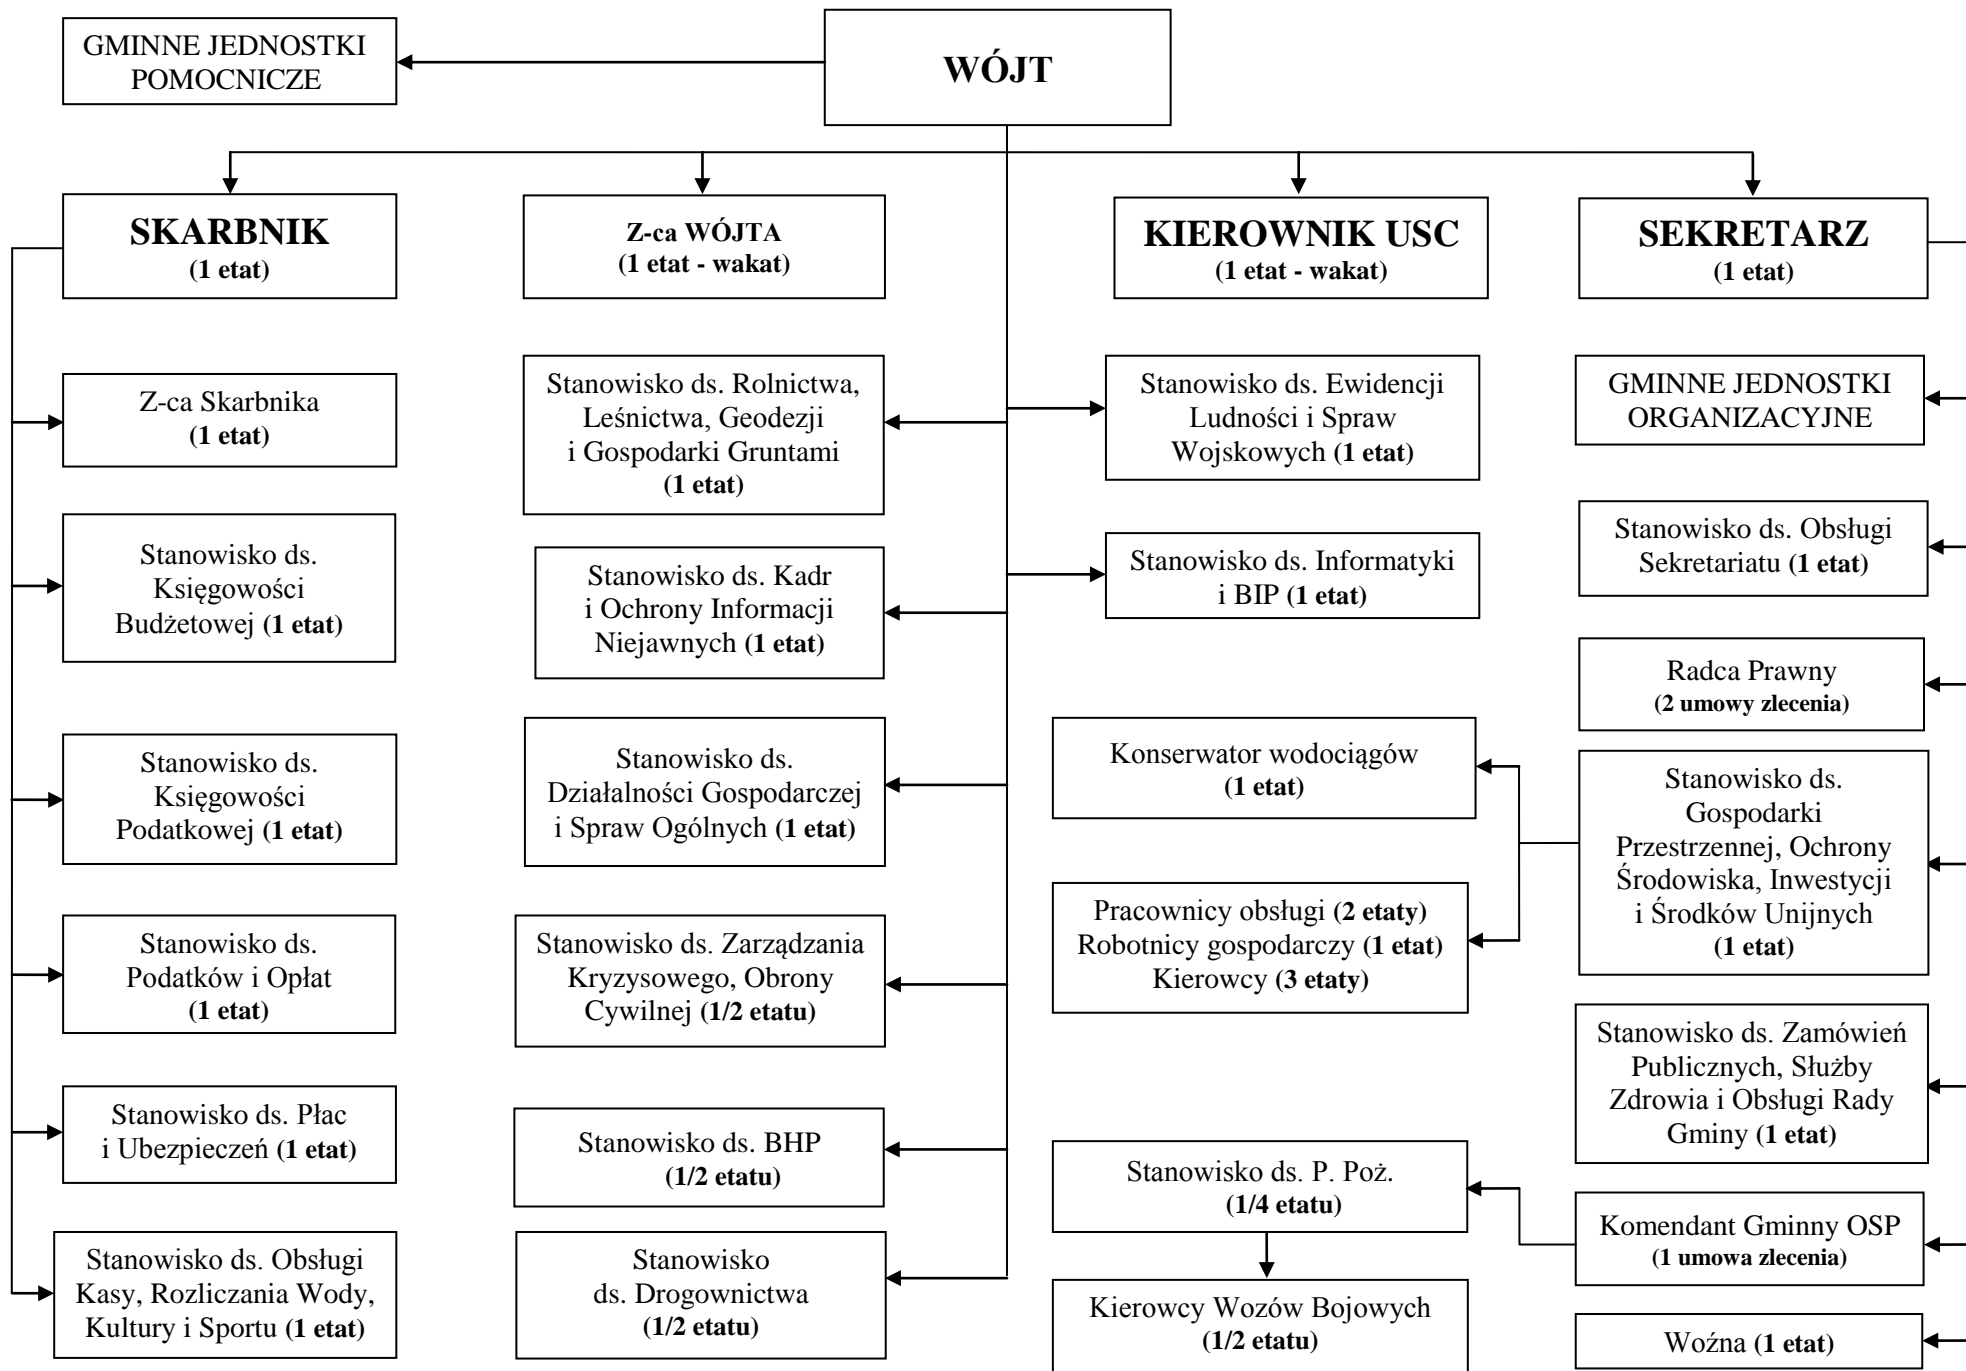 GMINNE JEDNOSTKI
POMOCNICZE
WÓJT
SKARBNIK
(1 etat)
Z-ca WÓJTA
(1 etat - wakat)
KIEROWNIK USC
(1 etat - wakat)
SEKRETARZ
(1 etat)
Z-ca Skarbnika
(1 etat)
Stanowisko ds.
Księgowości
Budżetowej (1 etat)
Stanowisko ds.
Księgowości
Podatkowej (1 etat)
Stanowisko ds.
Podatków i Opłat
(1 etat)
Stanowisko ds. Płac
i Ubezpieczeń (1 etat)
Stanowisko ds. Obsługi
Kasy, Rozliczania Wody,
Kultury i Sportu (1 etat)
Stanowisko ds. Rolnictwa,
Leśnictwa, Geodezji
i Gospodarki Gruntami
(1 etat)
Stanowisko ds. Kadr
i Ochrony Informacji
Niejawnych (1 etat)
Stanowisko ds.
Działalności Gospodarczej
i Spraw Ogólnych (1 etat)
Stanowisko ds. Zarządzania
Kryzysowego, Obrony
Cywilnej (1/2 etatu)
Stanowisko ds. BHP
(1/2 etatu)
Stanowisko
ds. Drogownictwa
(1/2 etatu)
Stanowisko ds. Ewidencji
Ludności i Spraw
Wojskowych (1 etat)
Stanowisko ds. Informatyki
i BIP (1 etat)
Konserwator wodociągów
(1 etat)
Pracownicy obsługi (2 etaty)
Robotnicy gospodarczy (1 etat)
Kierowcy (3 etaty)
Stanowisko ds. P. Poż.
(1/4 etatu)
Kierowcy Wozów Bojowych
(1/2 etatu)
GMINNE JEDNOSTKI
ORGANIZACYJNE
Stanowisko ds. Obsługi
Sekretariatu (1 etat)
Radca Prawny
(2 umowy zlecenia)
Stanowisko ds.
Gospodarki
Przestrzennej, Ochrony
Środowiska, Inwestycji
i Środków Unijnych
(1 etat)
Stanowisko ds. Zamówień
Publicznych, Służby
Zdrowia i Obsługi Rady
Gminy (1 etat)
Komendant Gminny OSP
(1 umowa zlecenia)
Woźna (1 etat)